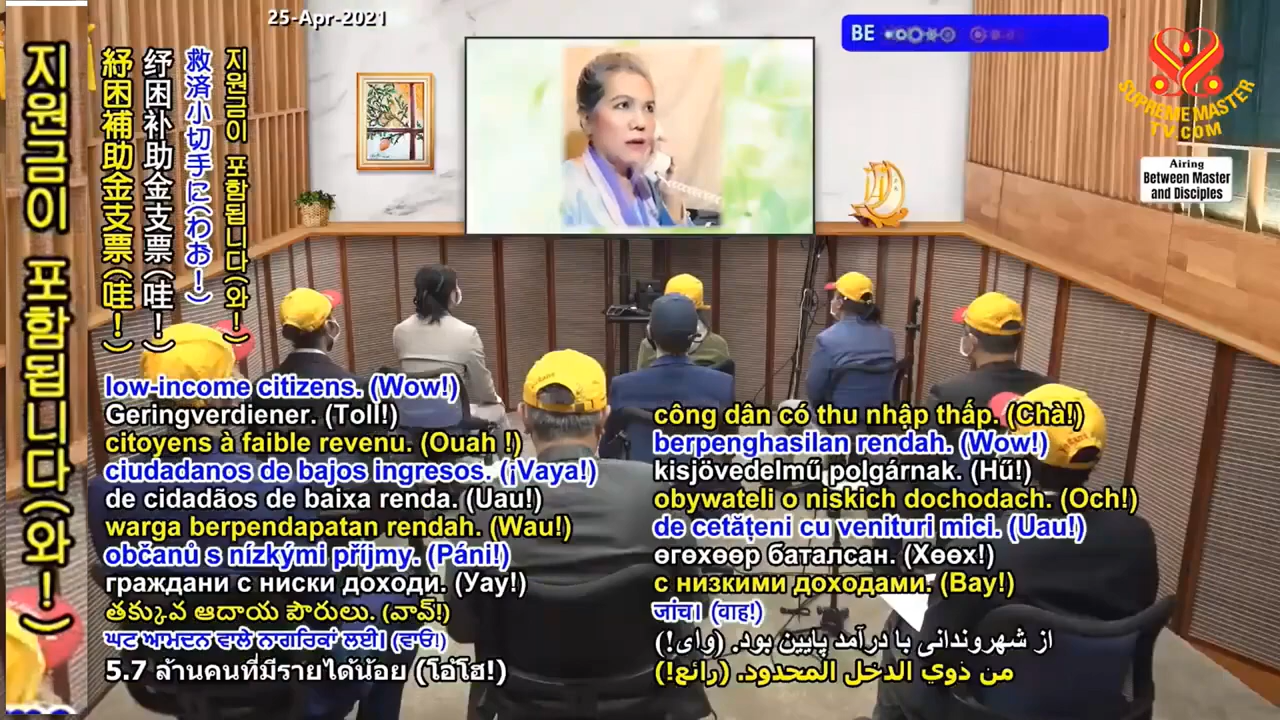 25-Apr-2021
BE
SUPREME MASTER
TV.COM
Airing
Between Master
and Disciples
지원금이 포함됩니다(와!)
紓困補助金支票(哇!)
纾困补助金支票(哇!)
救済小切手に(わお!)
지원금이 포함됩니다(와!)
low-income citizens. (Wow!)
Geringverdiener. (Toll!)
citoyens à faible revenu. (Ouah !)
ciudadanos de bajos ingresos. (¡Vaya!)
de cidadãos de baixa renda. (Uau!)
warga berpendapatan rendah. (Wau!)
občanů s nízkými příjmy. (Páni!)
граждани с ниски доходи. (Уау!)
తక్కువ ఆదాయ పౌరులు. (వావ్!)
ਘਟ ਆਮਦਨ ਵਾਲੇ ਨਾਗਰਿਕਾਂ ਲਈ। (ਵਾਓ!)
5.7 ล้านคนที่มีรายได้น้อย (โอ้โฮ!)
công dân có thu nhập thấp. (Chà!)
berpenghasilan rendah. (Wow!)
kisjövedelmű polgárnak. (Hű!)
obywateli o niskich dochodach. (Och!)
de cetățeni cu venituri mici. (Uau!)
өгөхөөр баталсан. (Хөөх!)
с низкими доходами. (Вау!)
जांच। (वाह!)
از شهروندانی با درآمد پایین بود. (وای!)
من ذوي الدخل المحدود. (رائع!)